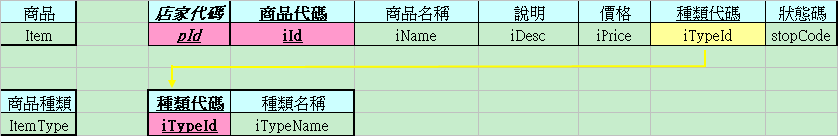 商品 店家代碼 商品代碼 商品名稱 說明 價格 種類代碼 狀態碼
Item pId iId iName iDesc iPrice iTypeId stopCode
商品種類 種類代碼 種類名稱
ItemType iTypeId iTypeName